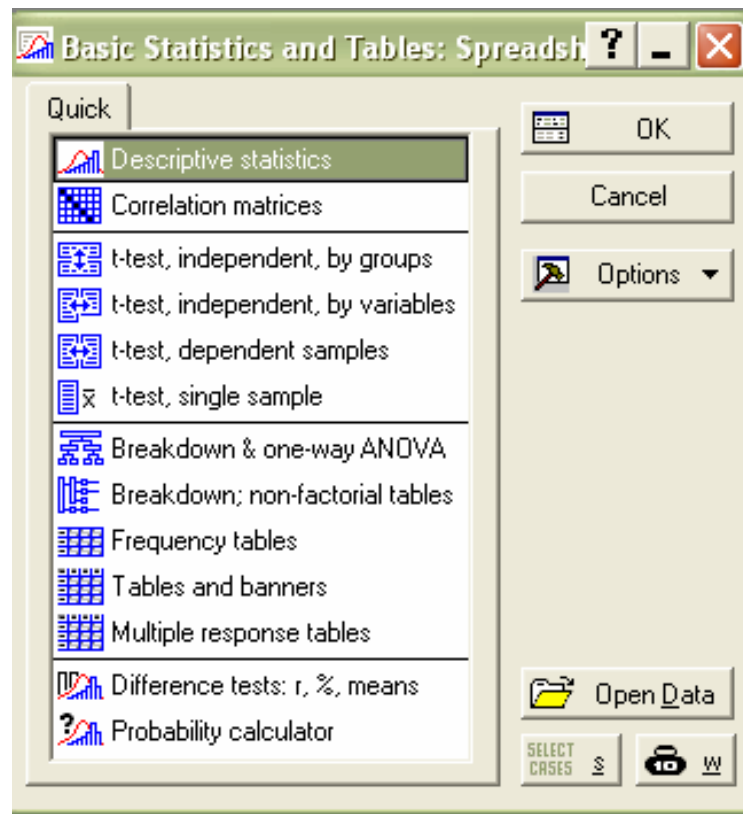 Basic Statistics and Tables: Spreadsh
Quick
Descriptive statistics
Correlation matrices
t-test, independent, by groups
t-test, independent, by variables
t-test, dependent samples
x̄ t-test, single sample
Breakdown & one-way ANOVA
Breakdown; non-factorial tables
Frequency tables
Tables and banners
Multiple response tables
Difference tests: r, %, means
? Probability calculator
OK
Cancel
Options
Open Data
SELECT
CASES S
10 W